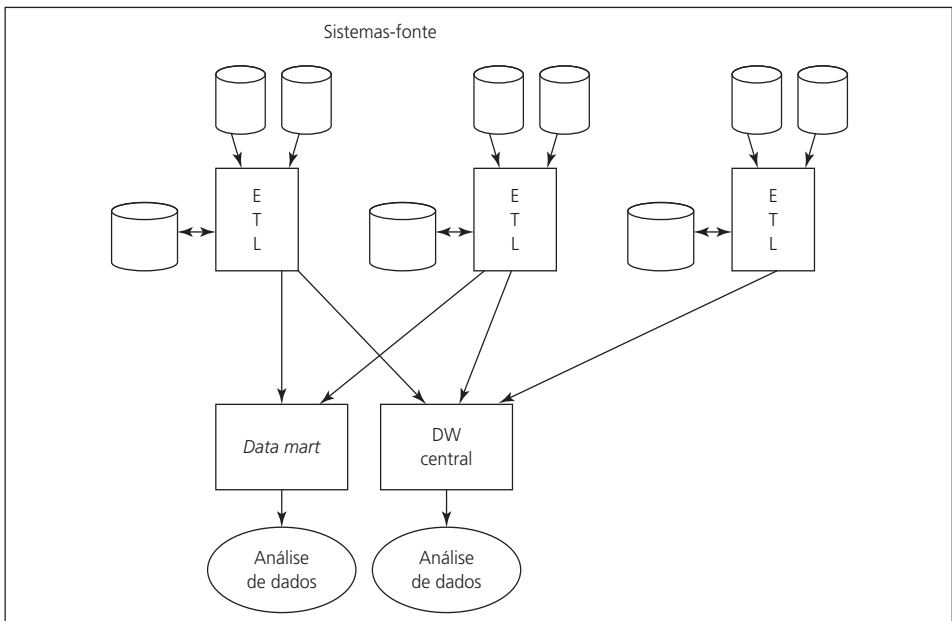 Sistemas-fonte
E
T
L
E
T
L
E
T
L
Data mart
DW
central
Análise
de dados
Análise
de dados